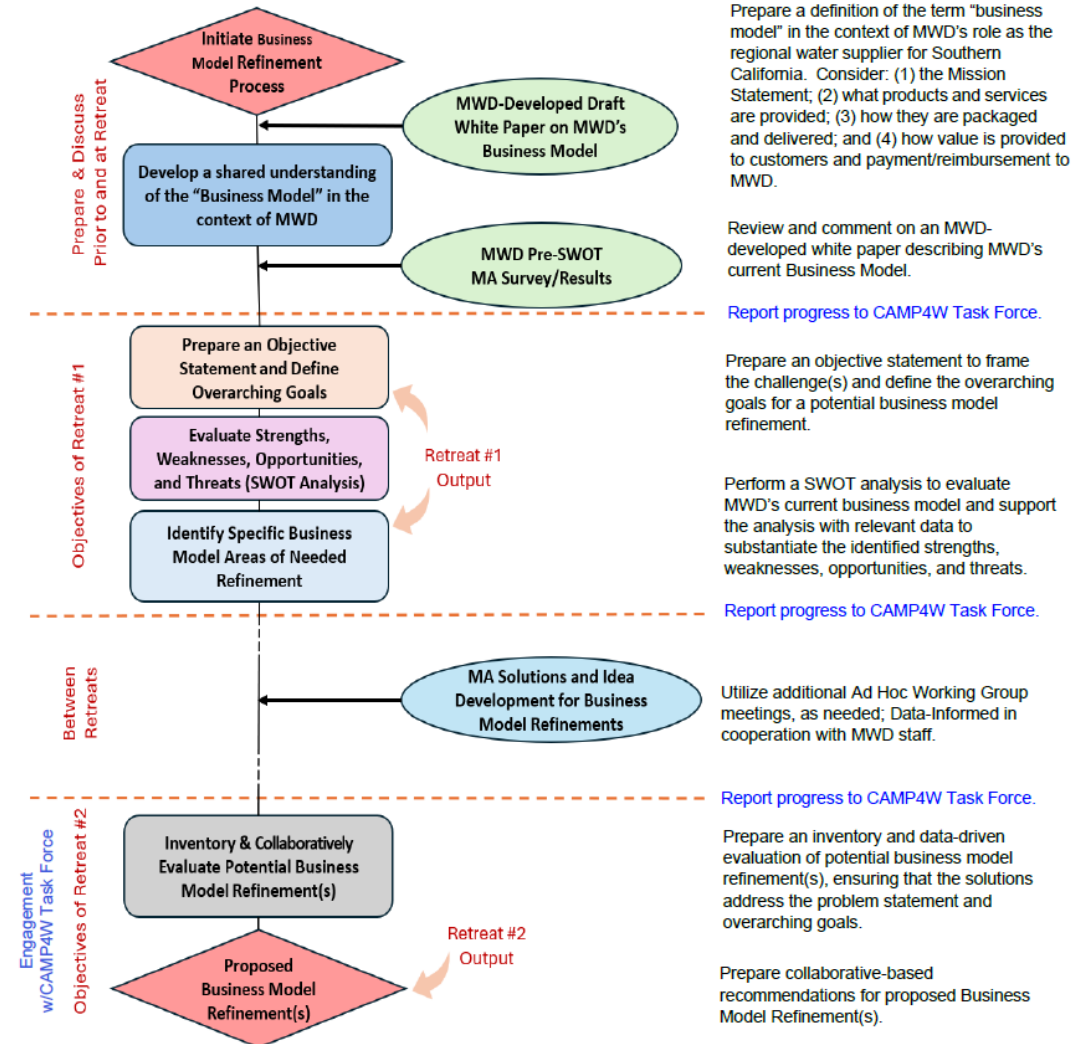 Initiate Business
Model Refinement
Process
MWD-Developed Draft
White Paper on MWD's
Business Model
Develop a shared understanding
of the "Business Model" in the
context of MWD
MWD Pre-SWOT
MA Survey/Results
Prepare & Discuss
Prior to and at Retreat
Prepare a definition of the term "business
model" in the context of MWD's role as the
regional water supplier for Southern
California.  Consider: (1) the Mission
Statement; (2) what products and services
are provided; (3) how they are packaged
and delivered; and (4) how value is provided
to customers and payment/reimbursement to
MWD.
Review and comment on an MWD-
developed white paper describing MWD's
current Business Model.
Report progress to CAMP4W Task Force.
Objectives of Retreat #1
Prepare an Objective
Statement and Define
Overarching Goals
Evaluate Strengths,
Weaknesses, Opportunities,
and Threats (SWOT Analysis)
Identify Specific Business
Model Areas of Needed
Refinement
Retreat #1
Output
Prepare an objective statement to frame
the challenge(s) and define the overarching
goals for a potential business model
refinement.
Perform a SWOT analysis to evaluate
MWD's current business model and support
the analysis with relevant data to
substantiate the identified strengths,
weaknesses, opportunities, and threats.
Report progress to CAMP4W Task Force.
Between
Retreats
MA Solutions and Idea
Development for Business
Model Refinements
Utilize additional Ad Hoc Working Group
meetings, as needed; Data-Informed in
cooperation with MWD staff.
Report progress to CAMP4W Task Force.
Engagement
w/CAMP4W Task Force
Objectives of Retreat #2
Inventory & Collaboratively
Evaluate Potential Business
Model Refinement(s)
Proposed
Business Model
Refinement(s)
Retreat #2
Output
Prepare an inventory and data-driven
evaluation of potential business model
refinement(s), ensuring that the solutions
address the problem statement and
overarching goals.
Prepare collaborative-based
recommendations for proposed Business
Model Refinement(s).